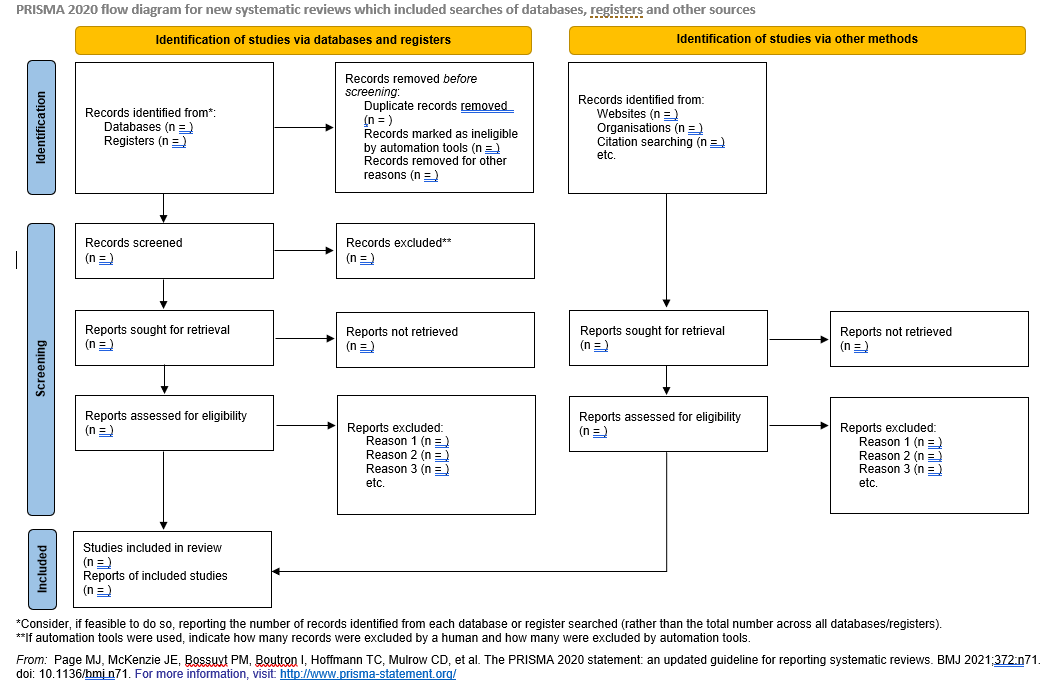 PRISMA 2020 flow diagram for new systematic reviews which included searches of databases, registers and other sources
Identification of studies via databases and registers
Identification of studies via other methods
Identification
Records identified from*:
Databases (n = )
Registers (n = )
Records removed before
screening:
Duplicate records removed
(n = )
Records marked as ineligible
by automation tools (n = )
Records removed for other
reasons (n = )
Records identified from:
Websites (n = )
Organisations (n = )
Citation searching (n = )
etc.
Screening
Records screened
(n = )
Records excluded**
(n = )
Reports sought for retrieval
(n = )
Reports not retrieved
(n = )
Reports sought for retrieval
(n = )
Reports not retrieved
(n = )
Reports assessed for eligibility
(n = )
Reports excluded:
Reason 1 (n = )
Reason 2 (n = )
Reason 3 (n = )
etc.
Reports assessed for eligibility
(n = )
Reports excluded:
Reason 1 (n = )
Reason 2 (n = )
Reason 3 (n = )
etc.
Included
Studies included in review
(n = )
Reports of included studies
(n = )
*Consider, if feasible to do so, reporting the number of records identified from each database or register searched (rather than the total number across all databases/registers).
**If automation tools were used, indicate how many records were excluded by a human and how many were excluded by automation tools.
From: Page MJ, McKenzie JE, Bossuyt PM, Boutron I, Hoffmann TC, Mulrow CD, et al. The PRISMA 2020 statement: an updated guideline for reporting systematic reviews. BMJ 2021;372:n71.
doi: 10.1136/bmj.n71. For more information, visit: http://www.prisma-statement.org/